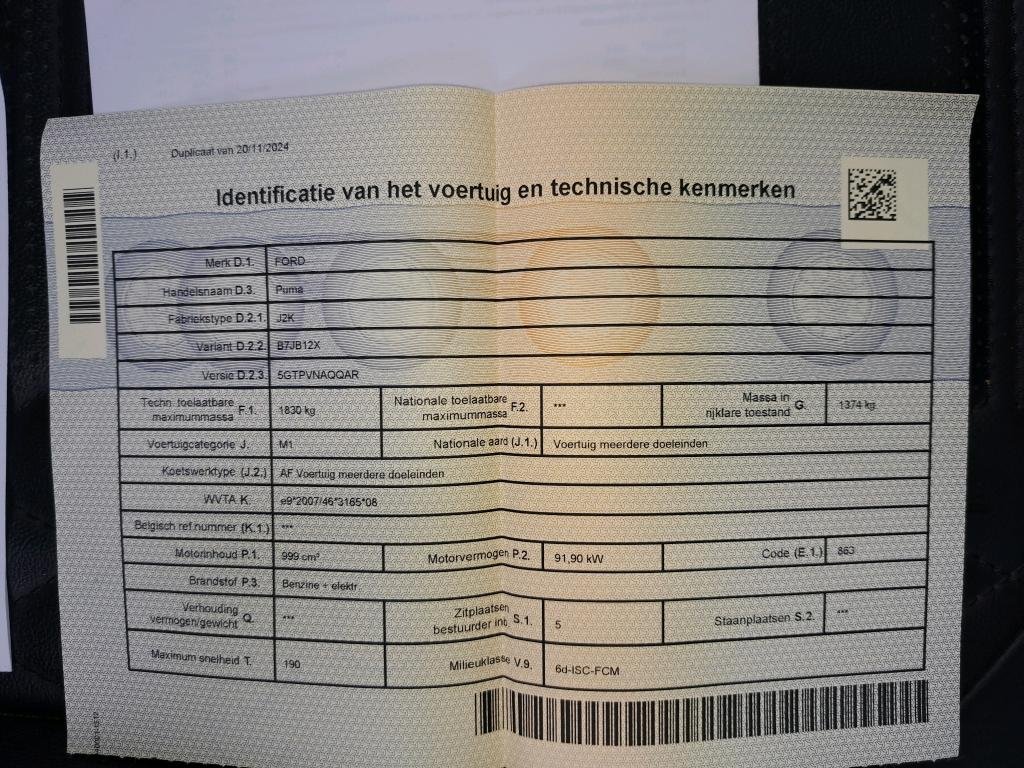 (I.1.) Duplicaat van 20/11/2024
Identificatie van het voertuig en technische kenmerken
Merk D.1. FORD
Handelsnaam D.3. Puma
Fabriekstype D.2.1. J2K
Variant D.2.2. B7JB12X
Versie D.2.3. 5GTPVNAQQAR
Techn. toelaatbare maximummassa F.1. 1830 kg Nationale toelaatbare maximummassa F.2. *** Massa in rijklare toestand G. 1374 kg
Voertuigcategorie J. M1 Nationale aard (J.1.) Voertuig meerdere doeleinden
Koetswerktype (J.2.) AF Voertuig meerdere doeleinden
WVTA K. e9*2007/46*3165*08
Belgisch ref.nummer (K.1.) ***
Motorinhoud P.1. 999 cm³ Motorvermogen P.2. 91,90 kW Code (E.1.) 863
Brandstof P.3. Benzine + elektr.
Verhouding vermogen/gewicht Q. *** Zitplaatsen bestuurder inb. S.1. 5 Staanplaatsen S.2. ***
Maximum snelheid T. 190 Milieuklasse V.9. 6d-ISC-FCM